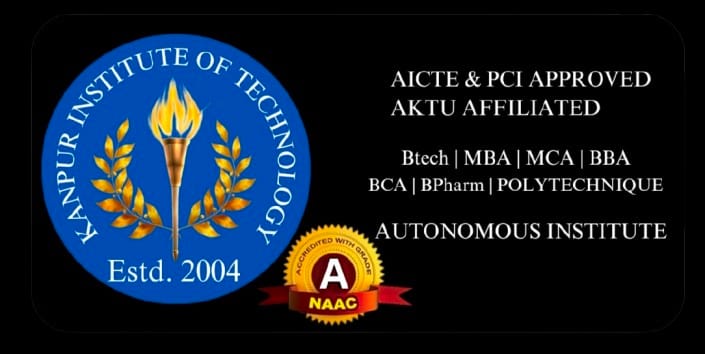 KANPUR INSTITUTE OF TECHNOLOGY
Estd. 2004
ACCREDITED WITH GRADE
A
NAAC
AICTE & PCI APPROVED
AKTU AFFILIATED
Btech | MBA | MCA | BBA
BCA | BPharm | POLYTECHNIQUE
AUTONOMOUS INSTITUTE